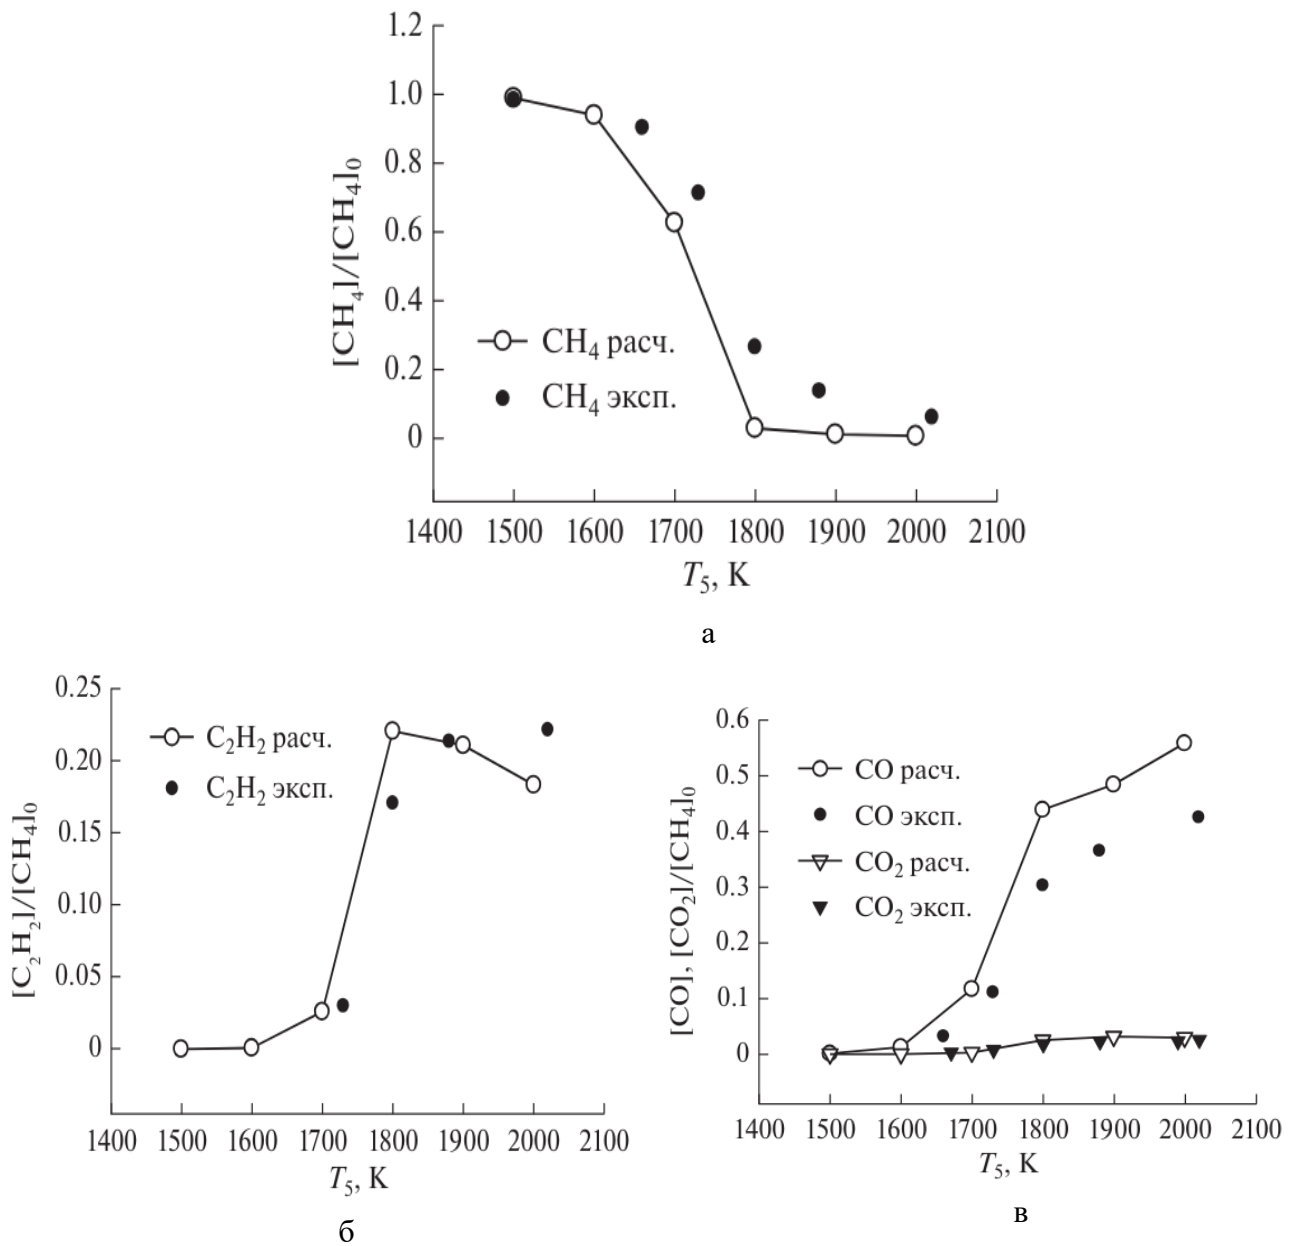 1.2
1.0
0.8
0.6
0.4
0.2
0
[CH₄]/[CH₄]₀
CH₄ расч.
CH₄ эксп.
1400 1500 1600 1700 1800 1900 2000 2100
T₅, K
а
0.25
0.20
0.15
0.10
0.05
0
[C₂H₂]/[CH₄]₀
C₂H₂ расч.
C₂H₂ эксп.
1400 1500 1600 1700 1800 1900 2000 2100
T₅, K
б
0.6
0.5
0.4
0.3
0.2
0.1
0
[CO], [CO₂]/[CH₄]₀
CO расч.
CO эксп.
CO₂ расч.
CO₂ эксп.
1400 1500 1600 1700 1800 1900 2000 2100
T₅, K
в